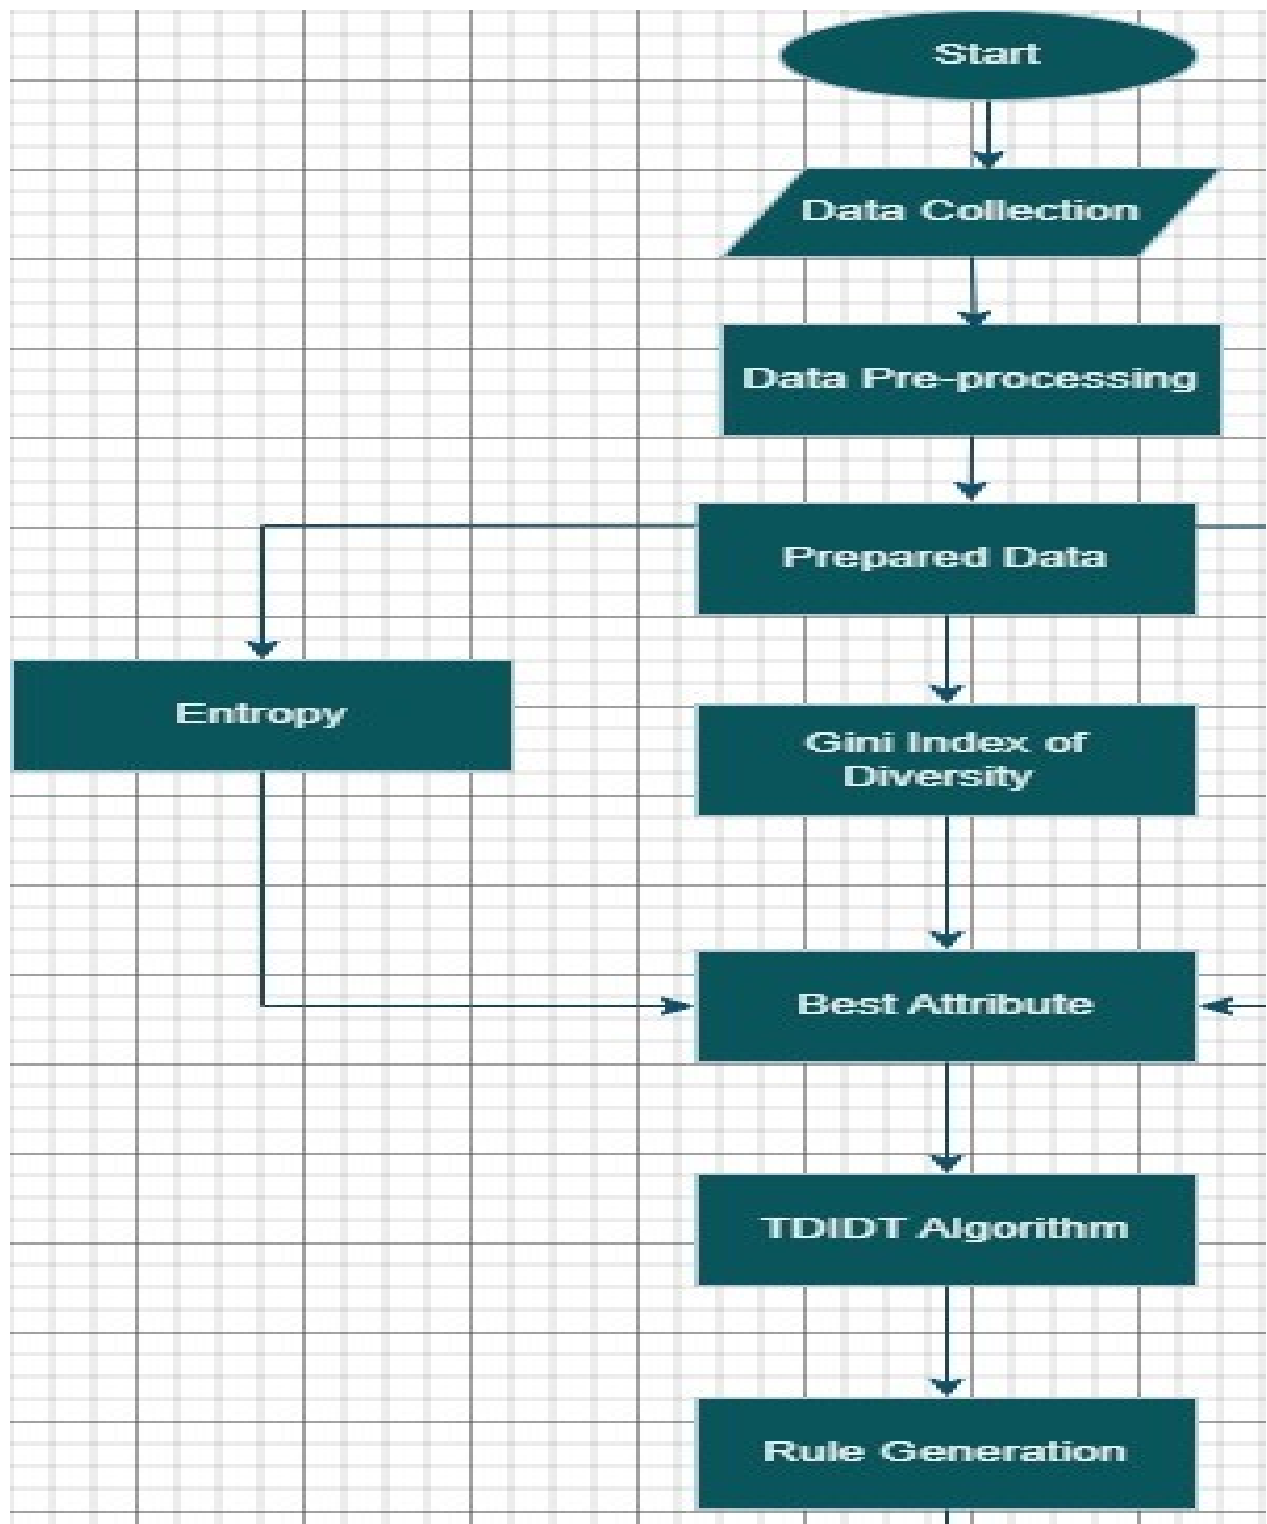 Start
Data Collection
Data Pre-processing
Prepared Data
Entropy
Gini Index of
Diversity
Best Attribute
TDIDT Algorithm
Rule Generation